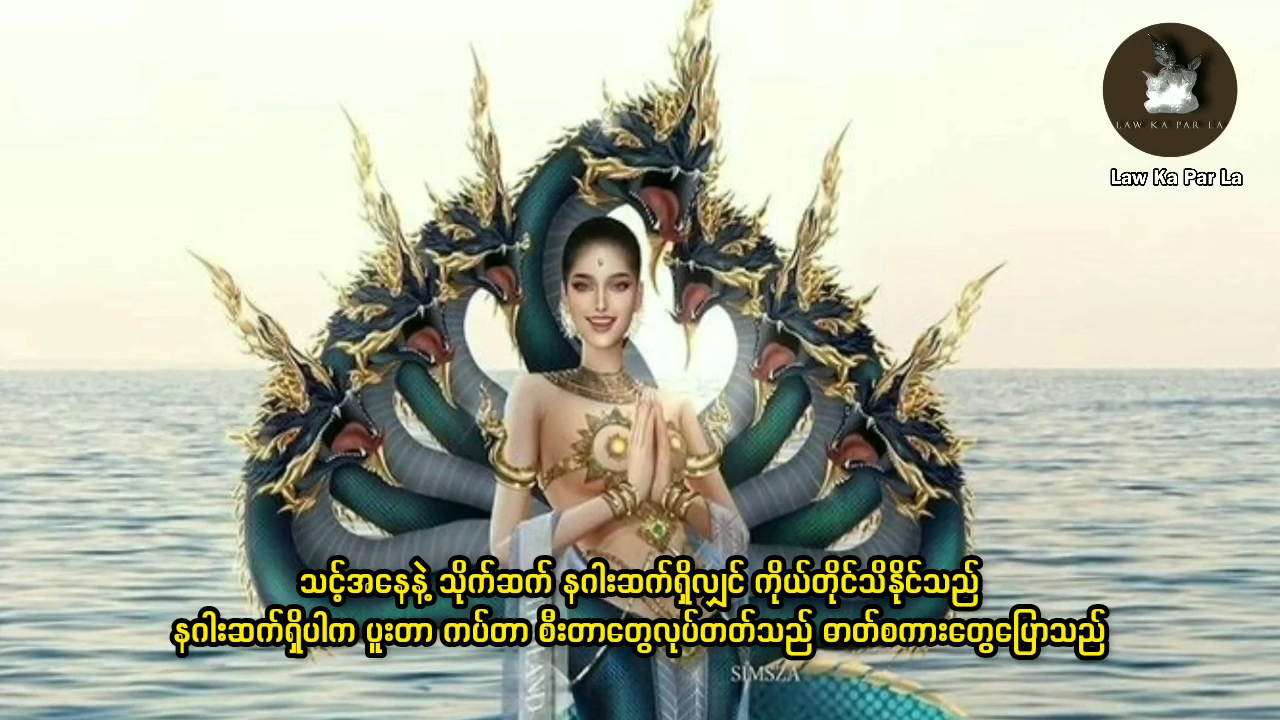 LAW KA PAR LA
Law Ka Par La
သင့်အနေနဲ့ သိုက်ဆက် နဂါးဆက်ရှိလျှင် ကိုယ်တိုင်သိနိုင်သည်
နဂါးဆက်ရှိပါက ပူးတာ ကပ်တာ စီးတာတွေလုပ်တတ်သည် ဓာတ်စကားတွေပြောသည်
SIMSZA